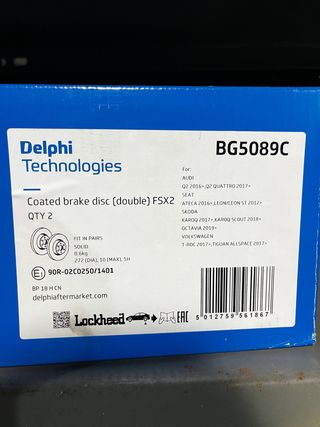 Delphi
Technologies
BG5089C
Coated brake disc (double) FSX2
QTY 2
For:
AUDI
Q2 2016>,Q2 QUATTRO 2017>
SEAT
ATECA 2016>,LEON/LEON ST 2012>
SKODA
KAROQ 2017>,KAROQ SCOUT 2018>
OCTAVIA 2019>
VOLKSWAGEN
T-ROC 2017>,TIGUAN ALLSPACE 2017>
FIT IN PAIRS
SOLID
8.6kg
272 (DIA), 10 (MAX), 5H
90R-02C0250/1401
BP 18 H CN
delphiaftermarket.com
Lockheed
EAC
5 012759 561867